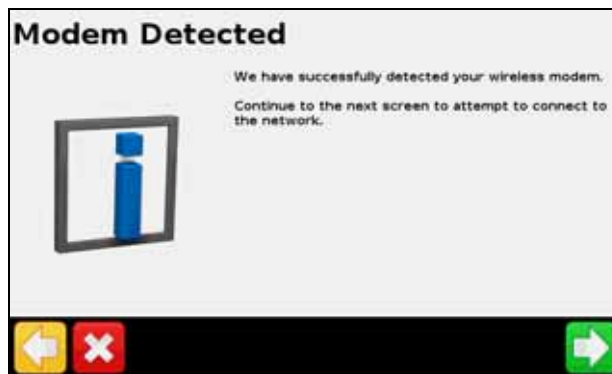 Modem Detected
We have successfully detected your wireless modem.
Continue to the next screen to attempt to connect to
the network.